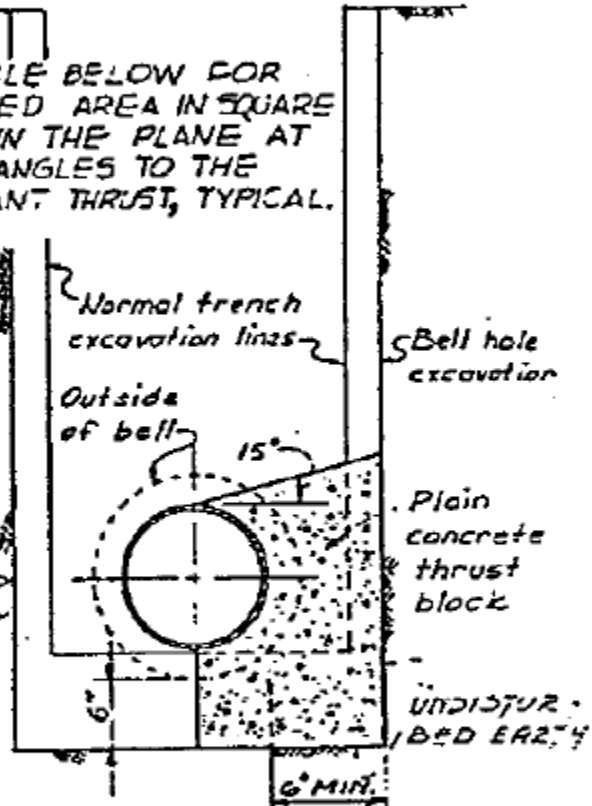 LE BELOW FOR
ED AREA IN SQUARE
IN THE PLANE AT
ANGLES TO THE
ANT THRUST, TYPICAL.
Normal trench
excavation lines
Bell hole
excavation
Outside
of bell
15°
Plain
concrete
thrust
block
6"
UNDISTUR-
BED EARTH
6" MIN.